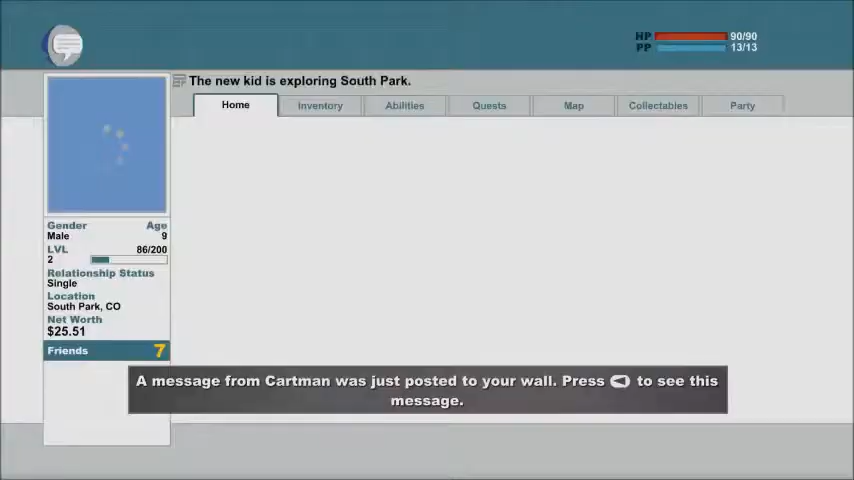 HP 90/90
PP 13/13
The new kid is exploring South Park.
Home Inventory Abilities Quests Map Collectables Party
Gender Age
Male 9
LVL 86/200
2
Relationship Status
Single
Location
South Park, CO
Net Worth
$25.51
Friends 7
A message from Cartman was just posted to your wall. Press to see this
message.